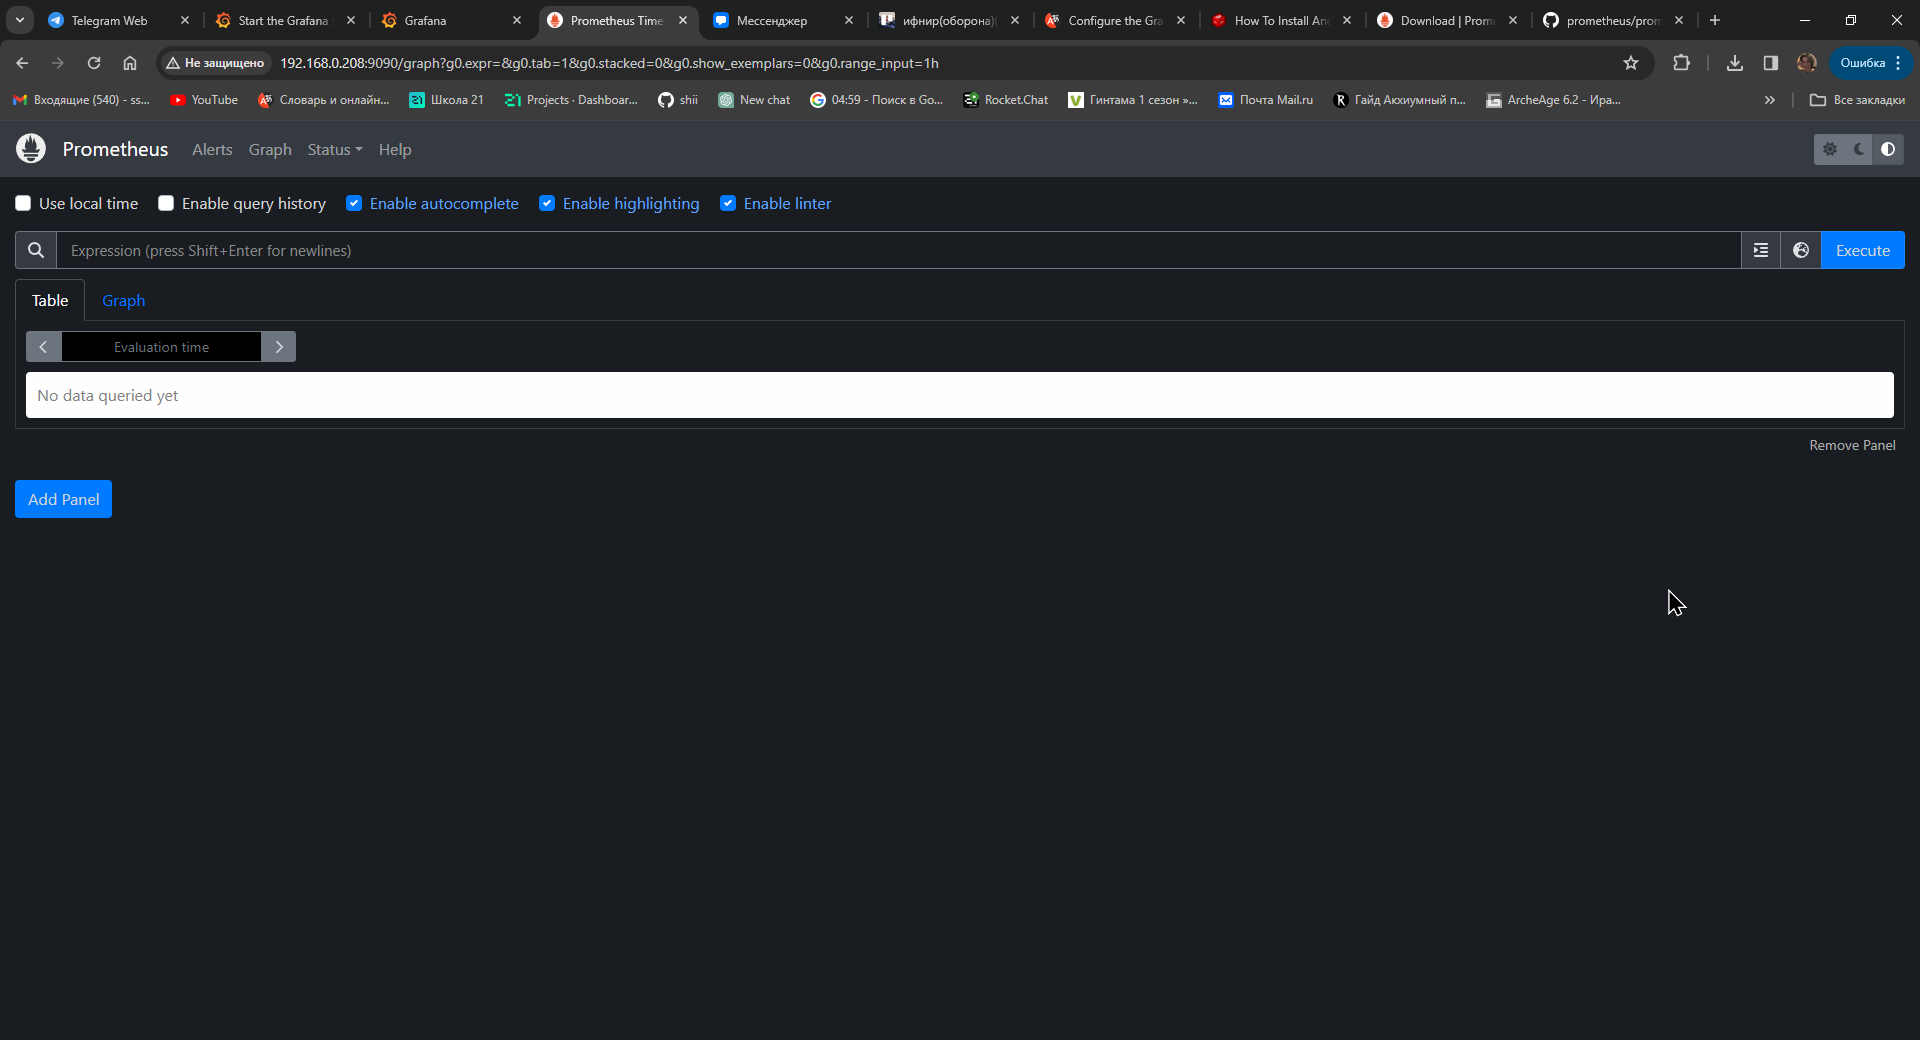 Telegram Web
Start the Grafana
Grafana
Prometheus Time
Мессенджер
ифнир(оборона)(
Configure the Gra
How To Install An
Download | Prom
prometheus/pro
Не защищено
192.168.0.208:9090/graph?g0.expr=&g0.tab=1&g0.stacked=0&g0.show_exemplars=0&g0.range_input=1h
Ошибка
Входящие (540) - ss...
YouTube
Словарь и онлайн...
Школа 21
Projects · Dashboar...
shii
New chat
04:59 - Поиск в Go...
Rocket.Chat
Гинтама 1 сезон »...
Почта Mail.ru
Гайд Акхиумный п...
ArcheAge 6.2 - Ира...
»
Все закладки
Prometheus
Alerts
Graph
Status
Help
Use local time
Enable query history
Enable autocomplete
Enable highlighting
Enable linter
Expression (press Shift+Enter for newlines)
Execute
Table
Graph
Evaluation time
No data queried yet
Remove Panel
Add Panel